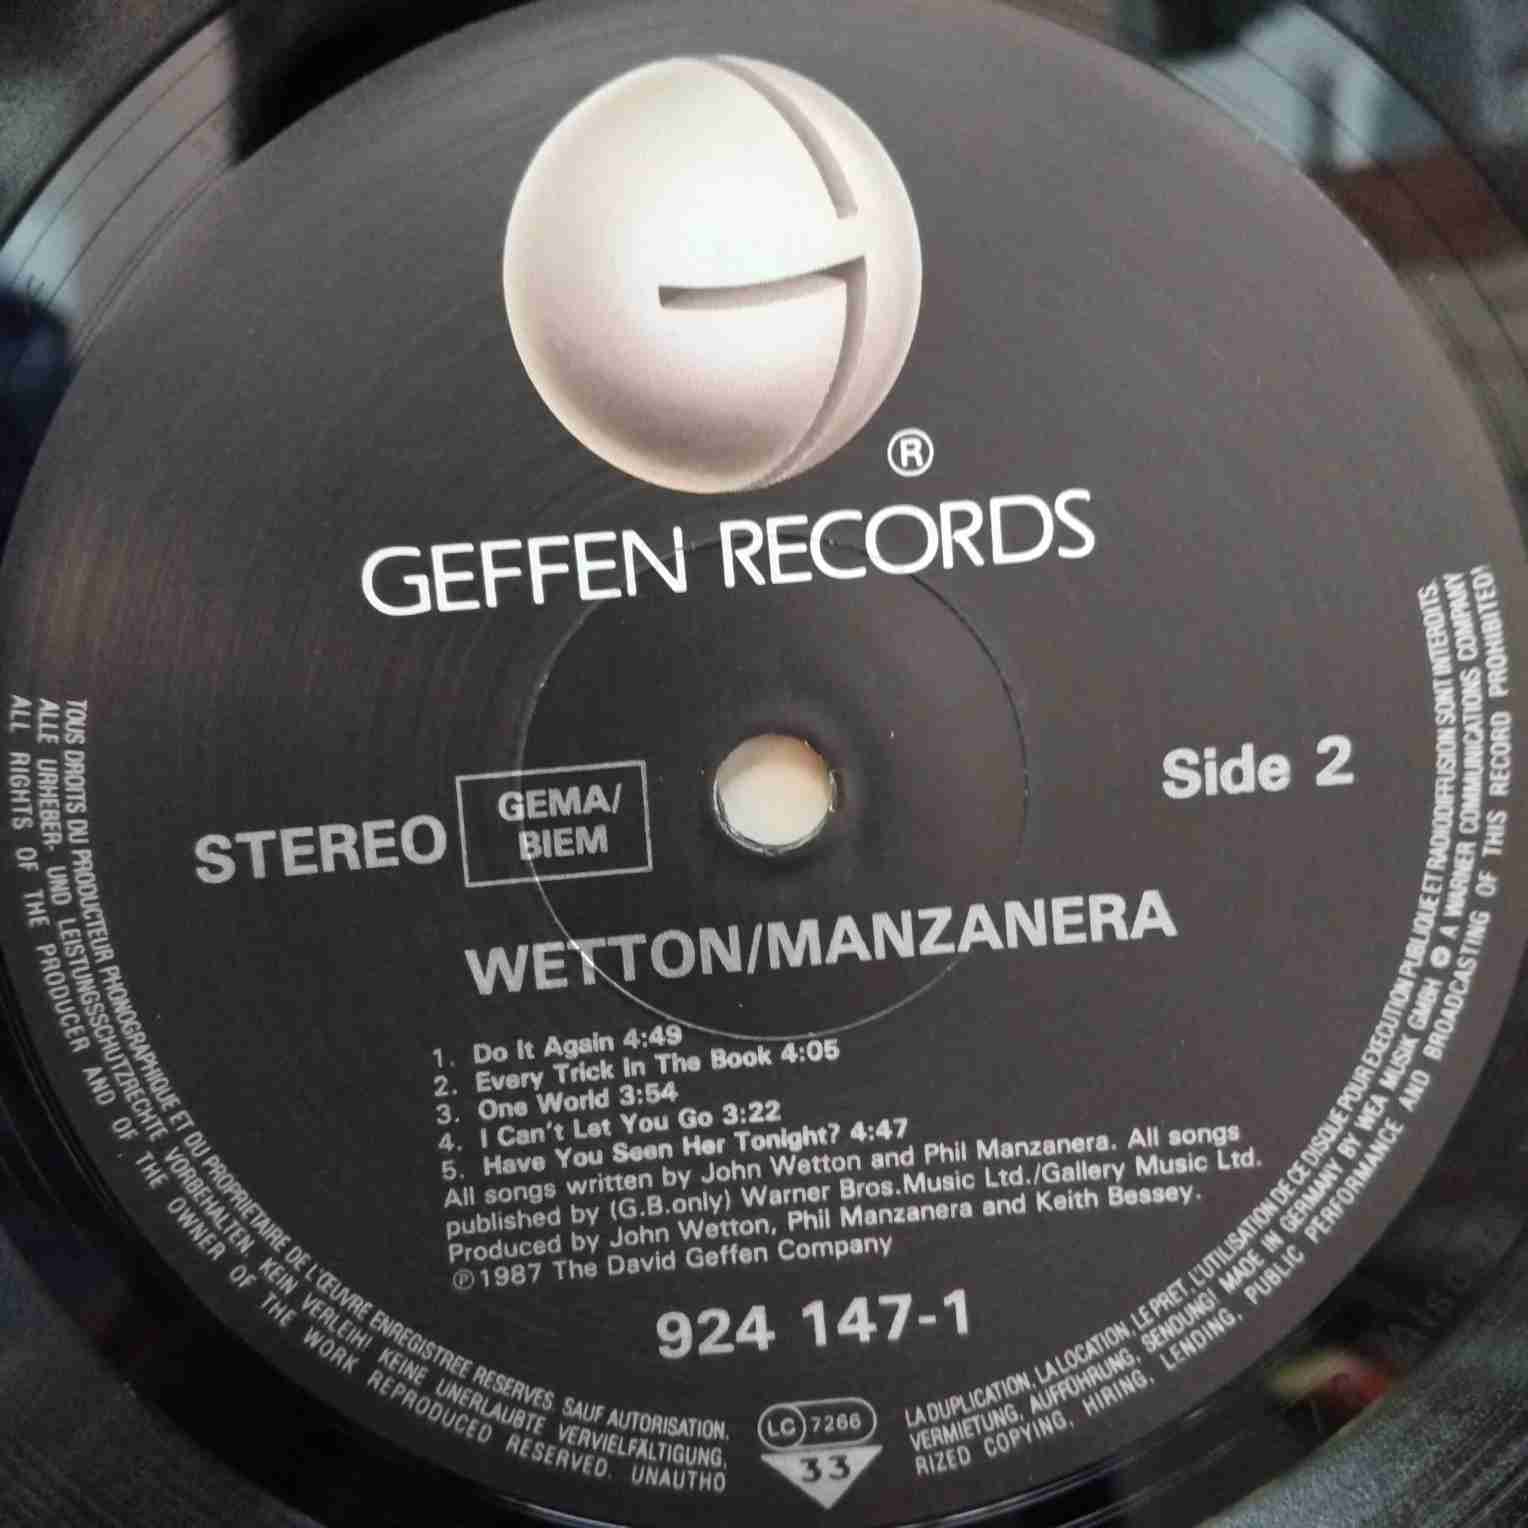 ®
GEFFEN RECORDS
STEREO
GEMA/
BIEM
Side 2
WETTON/MANZANERA
1. Do It Again 4:49
2. Every Trick In The Book 4:05
3. One World 3:54
4. I Can't Let You Go 3:22
5. Have You Seen Her Tonight? 4:47
All songs written by John Wetton and Phil Manzanera. All songs
published by (G.B.only) Warner Bros.Music Ltd./Gallery Music Ltd.
Produced by John Wetton, Phil Manzanera and Keith Bessey.
℗1987 The David Geffen Company
924 147-1
LC 7266
33
TOUS DROITS DU PRODUCTEUR PHONOGRAPHIQUE ET DU PROPRIETAIRE DE L'ŒUVRE ENREGISTREE RESERVES. SAUF AUTORISATION, LA DUPLICATION, LA LOCATION, LE PRET, L'UTILISATION DE CE DISQUE POUR EXECUTION PUBLIQUE ET RADIODIFFUSION SONT INTERDITS.
ALLE URHEBER- UND LEISTUNGSSCHUTZRECHTE VORBEHALTEN. KEIN VERLEIH! KEINE UNERLAUBTE VERVIELFÄLTIGUNG, VERMIETUNG, AUFFÜHRUNG, SENDUNG! MADE IN GERMANY BY WEA MUSIK GMBH A WARNER COMMUNICATIONS COMPANY
ALL RIGHTS OF THE PRODUCER AND OF THE OWNER OF THE WORK REPRODUCED RESERVED. UNAUTHO RIZED COPYING, HIRING, LENDING, PUBLIC PERFORMANCE AND BROADCASTING OF THIS RECORD PROHIBITED!